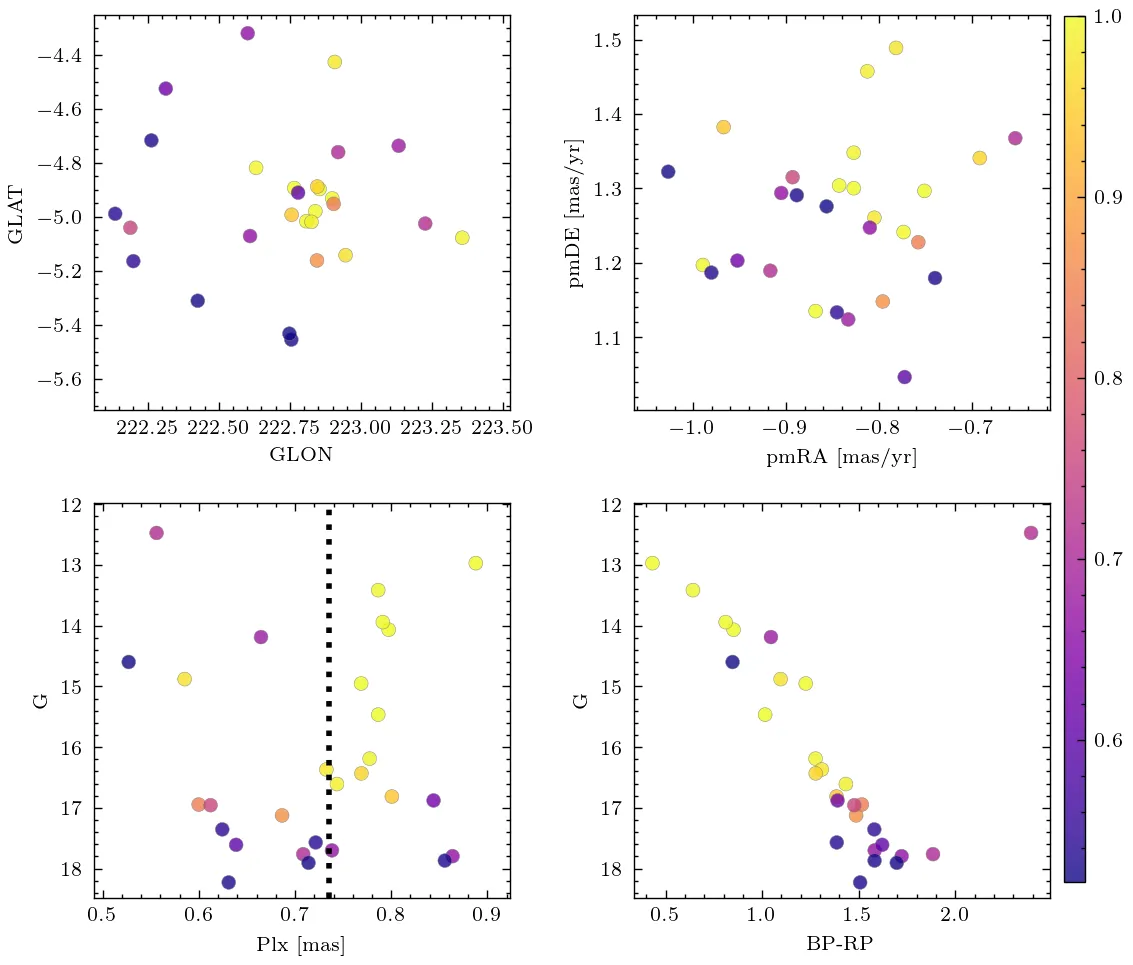 −4.4
−4.6
−4.8
−5.0
−5.2
−5.4
−5.6
GLAT
222.25 222.50 222.75 223.00 223.25 223.50
GLON
1.5
1.4
1.3
1.2
1.1
pmDE [mas/yr]
−1.0 −0.9 −0.8 −0.7
pmRA [mas/yr]
1.0
0.9
0.8
0.7
0.6
12
13
14
15
16
17
18
G
0.5 0.6 0.7 0.8 0.9
Plx [mas]
12
13
14
15
16
17
18
G
0.5 1.0 1.5 2.0
BP-RP